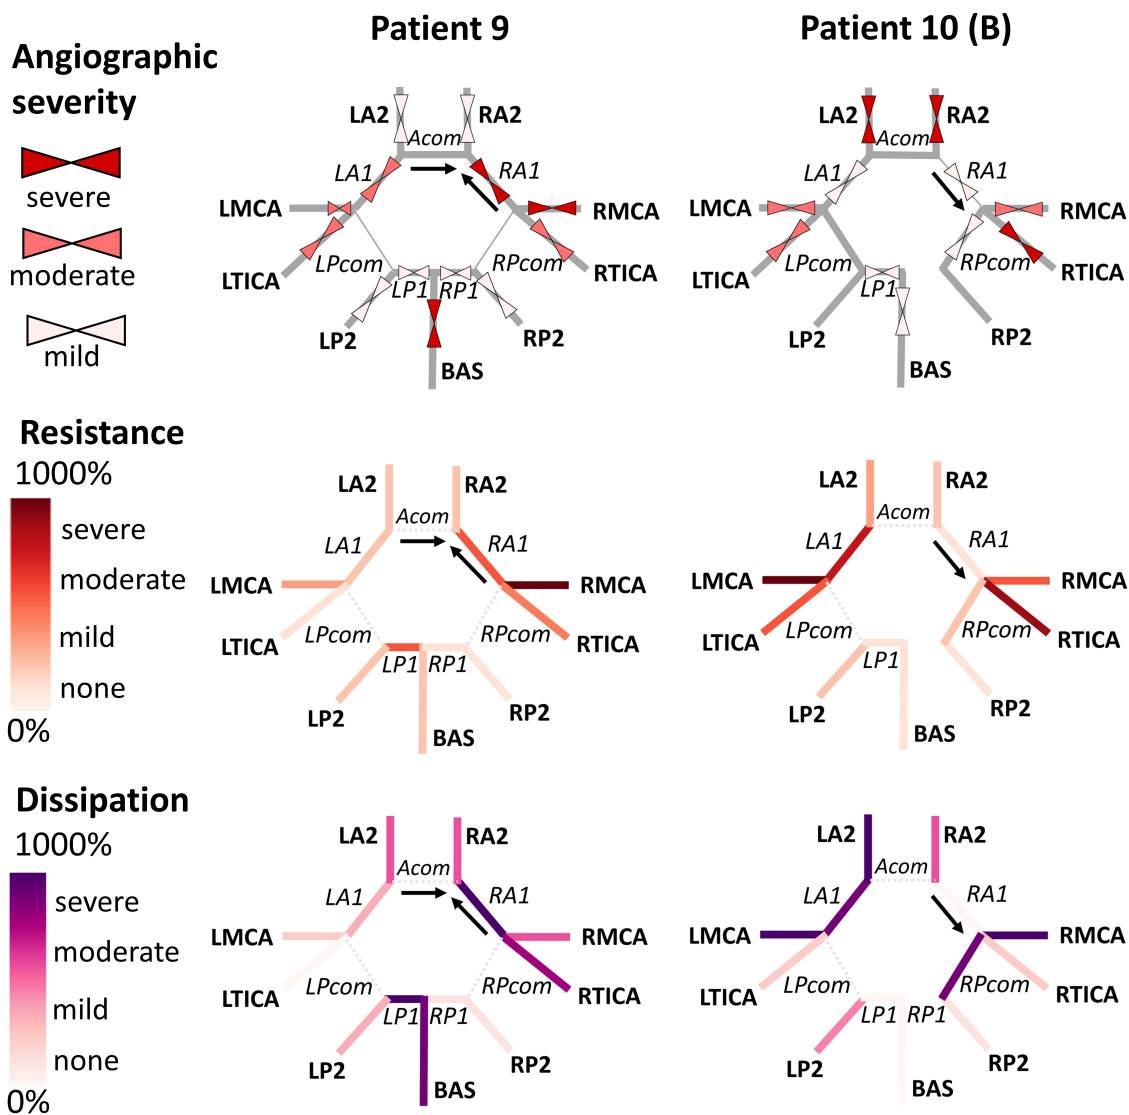 Patient 9
Patient 10 (B)
Angiographic
severity
severe
moderate
mild
LA2
RA2
Acom
LA1
RA1
LMCA
RMCA
LTICA
RTICA
LPcom
RPcom
LP1
RP1
LP2
RP2
BAS
LA2
RA2
Acom
LA1
RA1
LMCA
RMCA
LTICA
RTICA
LPcom
RPcom
LP1
LP2
RP2
BAS
Resistance
1000%
severe
moderate
mild
none
0%
LA2
RA2
Acom
LA1
RA1
LMCA
RMCA
LTICA
RTICA
LPcom
RPcom
LP1
RP1
LP2
RP2
BAS
LA2
RA2
Acom
LA1
RA1
LMCA
RMCA
LTICA
RTICA
LPcom
RPcom
LP1
LP2
RP2
BAS
Dissipation
1000%
severe
moderate
mild
none
0%
LA2
RA2
Acom
LA1
RA1
LMCA
RMCA
LTICA
RTICA
LPcom
RPcom
LP1
RP1
LP2
RP2
BAS
LA2
RA2
Acom
LA1
RA1
LMCA
RMCA
LTICA
RTICA
LPcom
RPcom
LP1
RP1
LP2
RP2
BAS